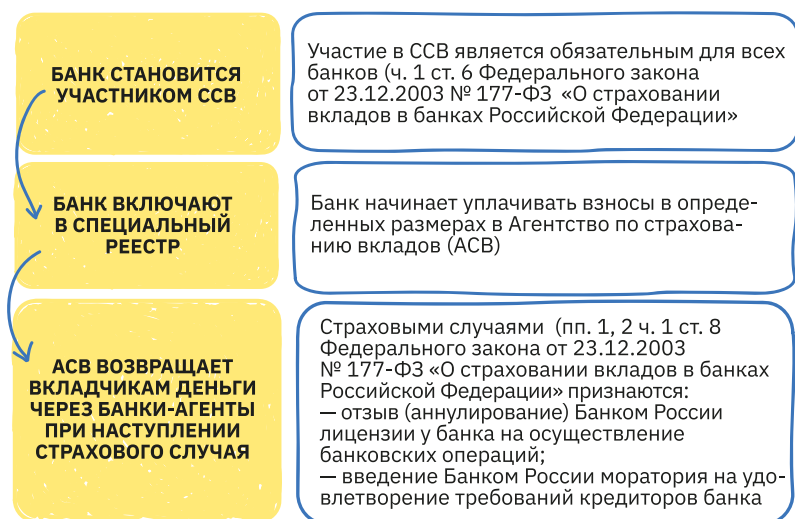 БАНК СТАНОВИТСЯ
УЧАСТНИКОМ ССВ
Участие в ССВ является обязательным для всех
банков (ч. 1 ст. 6 Федерального закона
от 23.12.2003 № 177-ФЗ «О страховании
вкладов в банках Российской Федерации»
БАНК ВКЛЮЧАЮТ
В СПЕЦИАЛЬНЫЙ
РЕЕСТР
Банк начинает уплачивать взносы в опреде-
ленных размерах в Агентство по страхова-
нию вкладов (АСВ)
АСВ ВОЗВРАЩАЕТ
ВКЛАДЧИКАМ ДЕНЬГИ
ЧЕРЕЗ БАНКИ-АГЕНТЫ
ПРИ НАСТУПЛЕНИИ
СТРАХОВОГО СЛУЧАЯ
Страховыми случаями (пп. 1, 2 ч. 1 ст. 8
Федерального закона от 23.12.2003
№ 177-ФЗ «О страховании вкладов в банках
Российской Федерации» признаются:
— отзыв (аннулирование) Банком России
лицензии у банка на осуществление
банковских операций;
— введение Банком России моратория на удо-
влетворение требований кредиторов банка